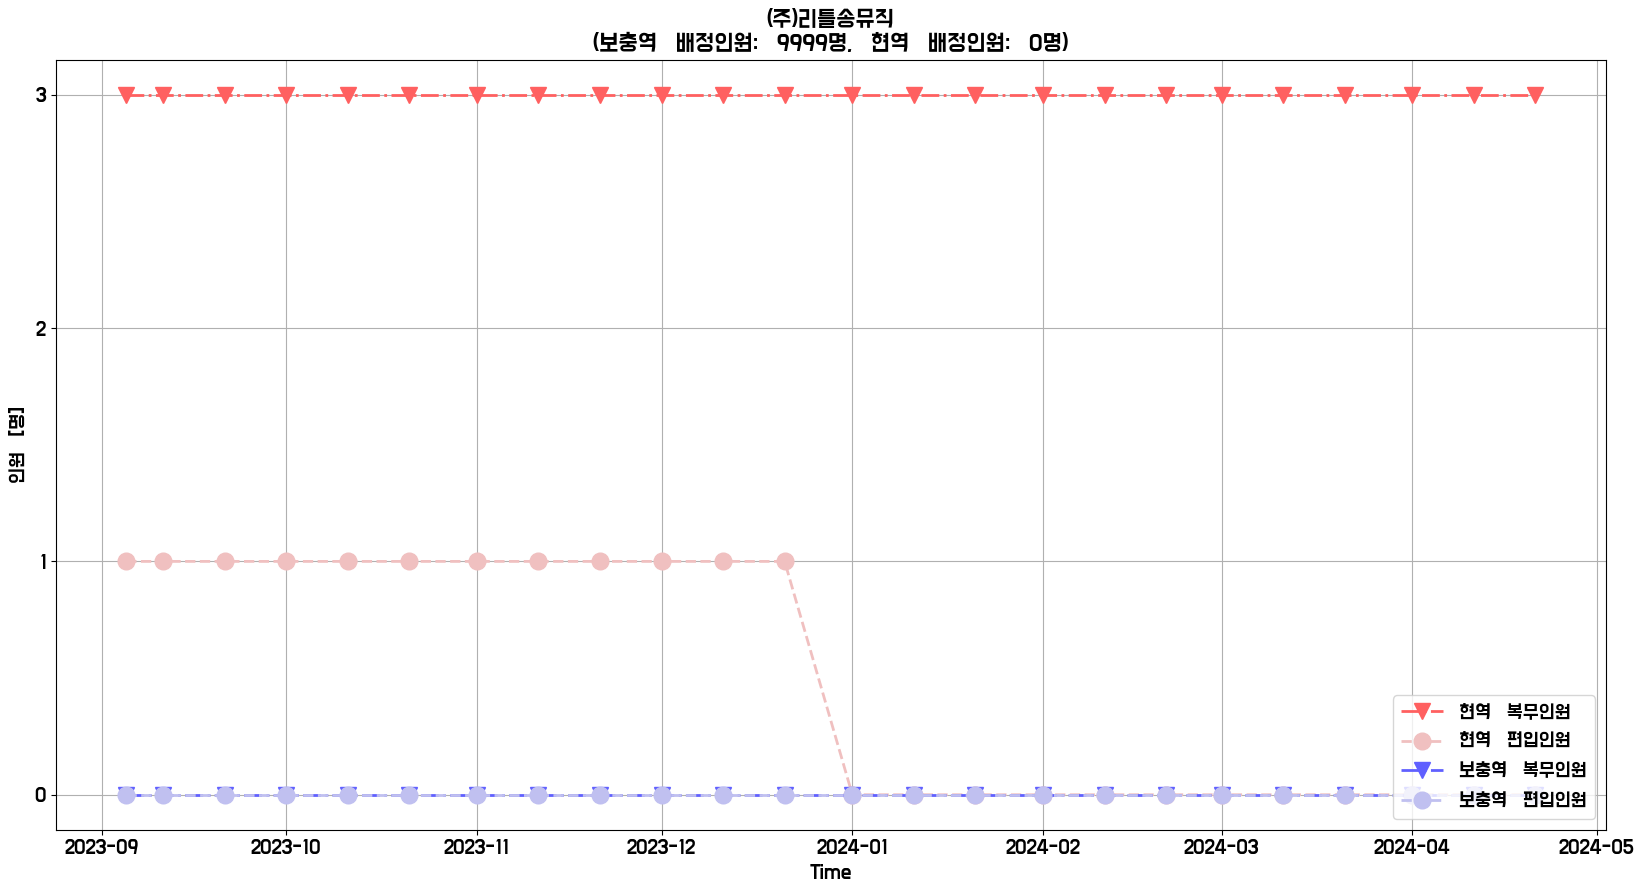 (주)리틀송뮤직
(보충역 배정인원: 9999명, 현역 배정인원: 0명)
3
2
1
0
인원 [명]
2023-09 2023-10 2023-11 2023-12 2024-01 2024-02 2024-03 2024-04 2024-05
Time
현역 복무인원
현역 편입인원
보충역 복무인원
보충역 편입인원